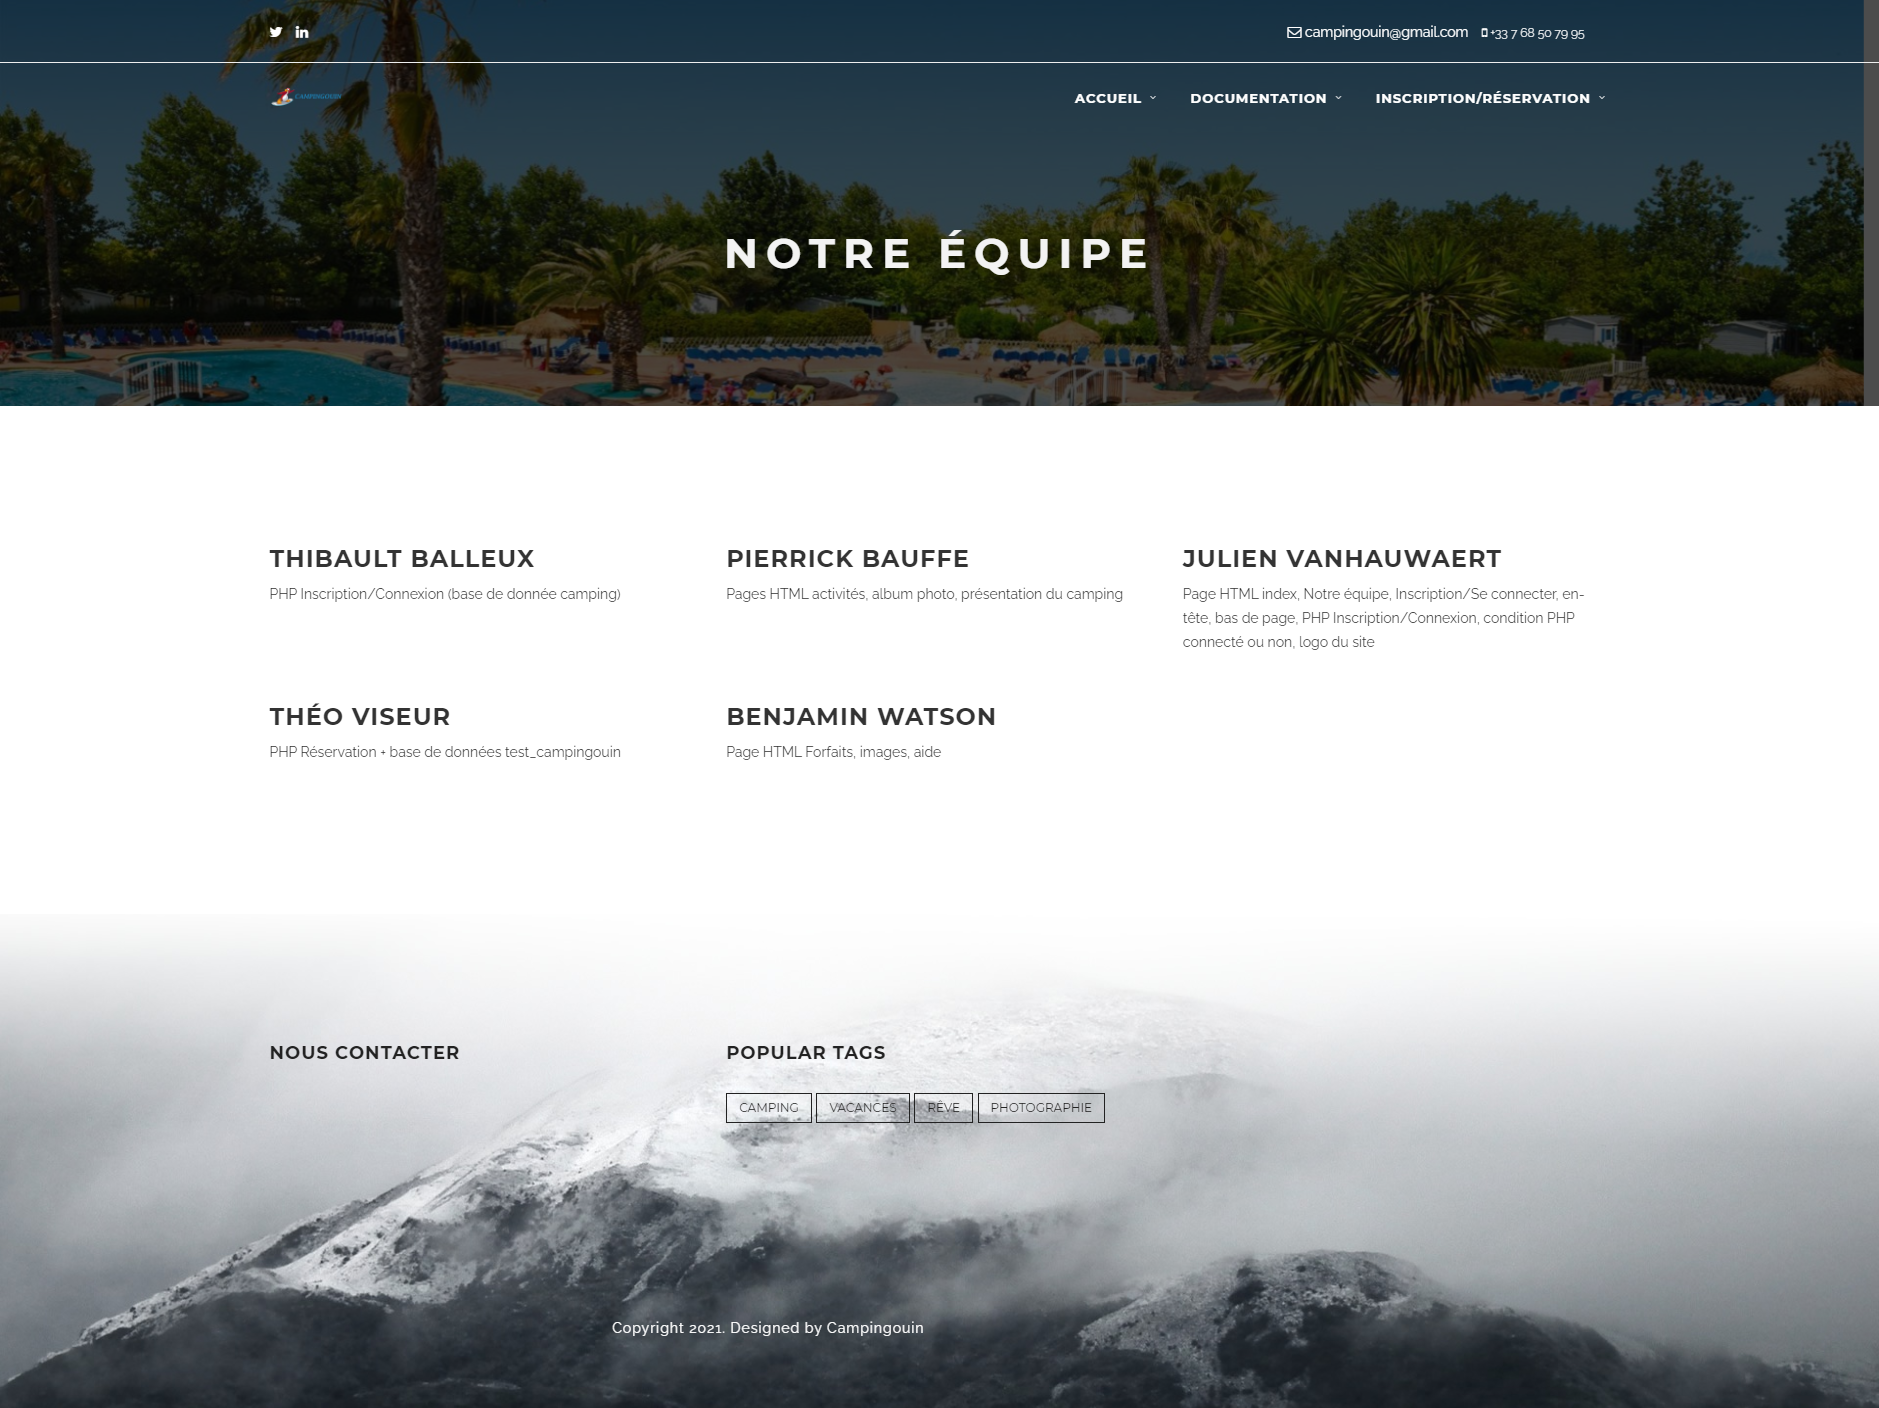 campingouin@gmail.com +33 7 68 50 79 95
CAMPINGOUIN
ACCUEIL DOCUMENTATION INSCRIPTION/RÉSERVATION
NOTRE ÉQUIPE
THIBAULT BALLEUX
PHP Inscription/Connexion (base de donnée camping)
PIERRICK BAUFFE
Pages HTML activités, album photo, présentation du camping
JULIEN VANHAUWAERT
Page HTML index, Notre équipe, Inscription/Se connecter, en-
tête, bas de page, PHP Inscription/Connexion, condition PHP
connecté ou non, logo du site
THÉO VISEUR
PHP Réservation + base de données test_campingouin
BENJAMIN WATSON
Page HTML Forfaits, images, aide
NOUS CONTACTER
POPULAR TAGS
CAMPING VACANCES RÊVE PHOTOGRAPHIE
Copyright 2021. Designed by Campingouin